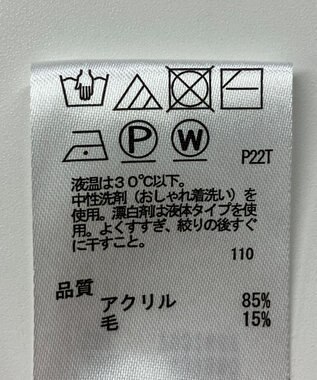 P W P22T
液温は30℃以下。
中性洗剤（おしゃれ着洗い）を
使用。漂白剤は液体タイプを使
用。よくすすぎ、絞りの後すぐ
に干すこと。
110
品質
アクリル 85%
毛 15%